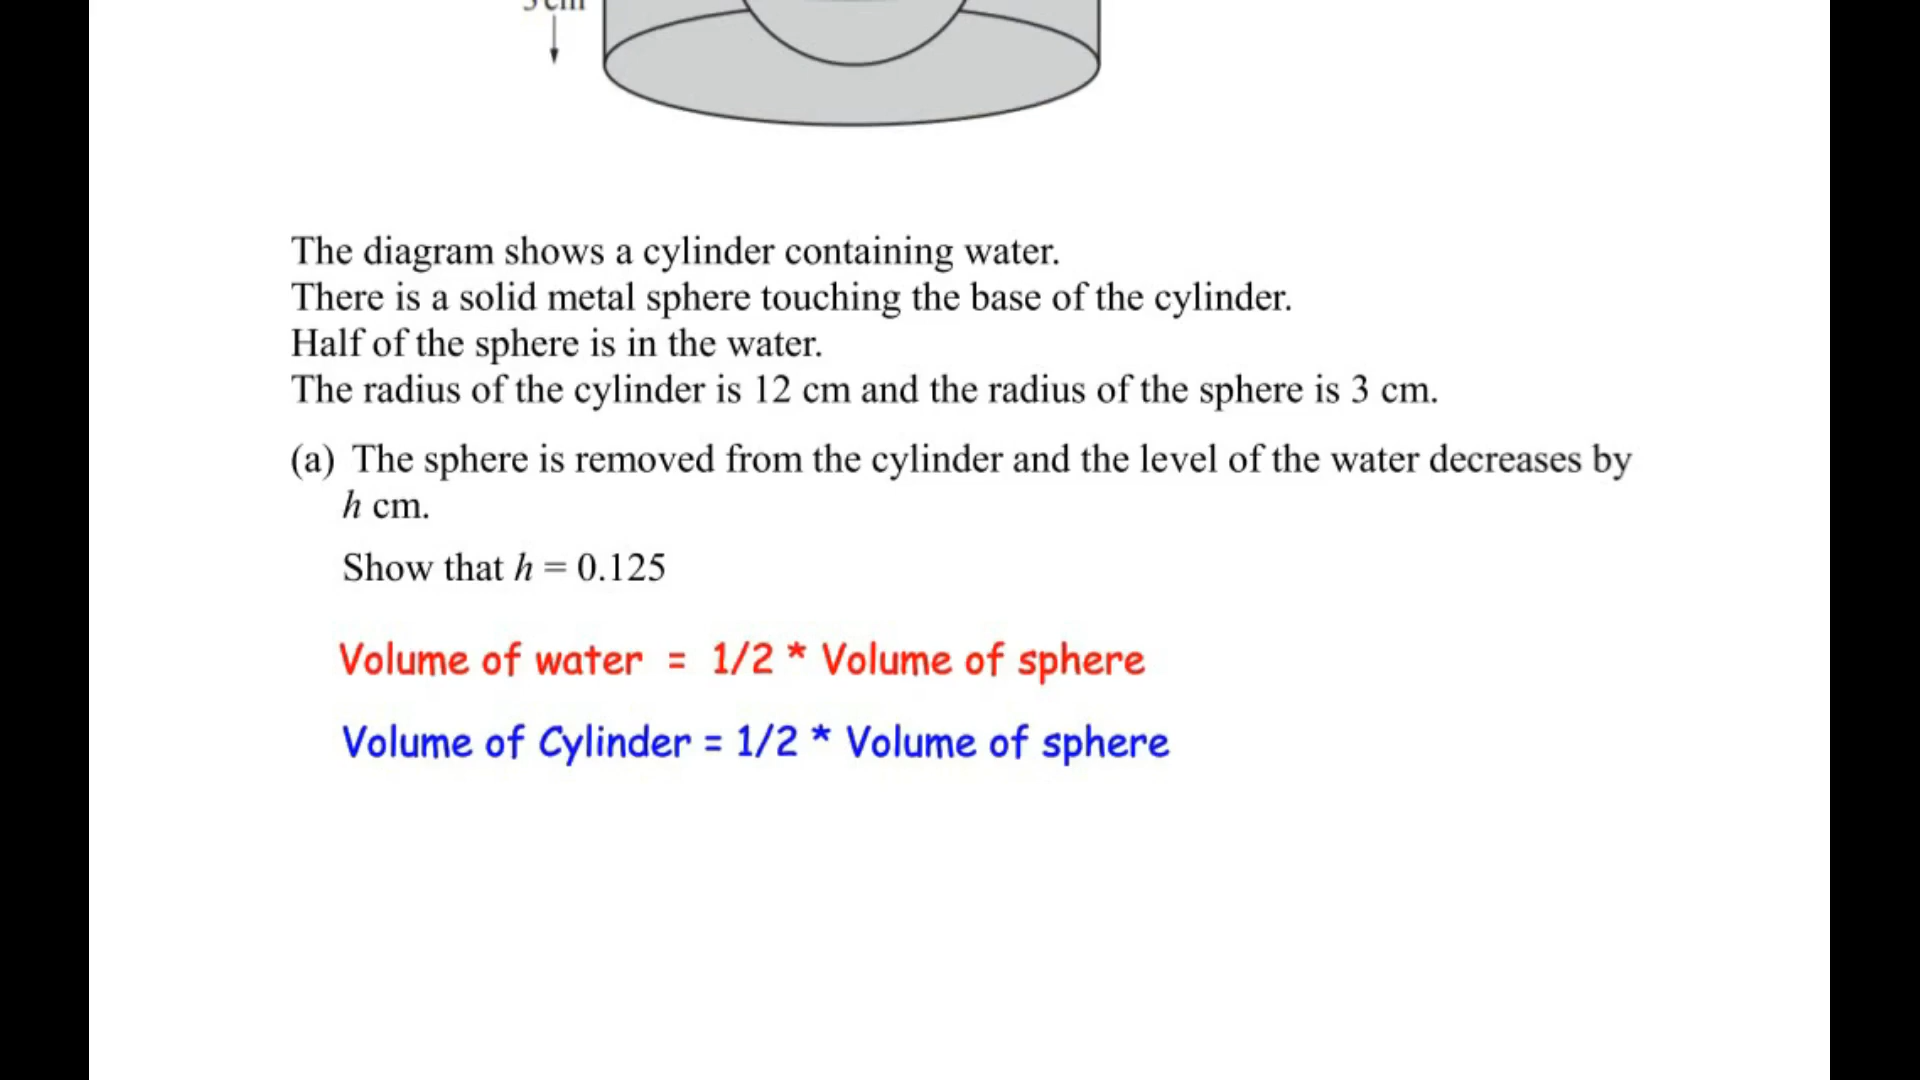 The diagram shows a cylinder containing water.
There is a solid metal sphere touching the base of the cylinder.
Half of the sphere is in the water.
The radius of the cylinder is 12 cm and the radius of the sphere is 3 cm.
(a) The sphere is removed from the cylinder and the level of the water decreases by
h cm.
Show that h = 0.125
Volume of water = 1/2 * Volume of sphere
Volume of Cylinder = 1/2 * Volume of sphere